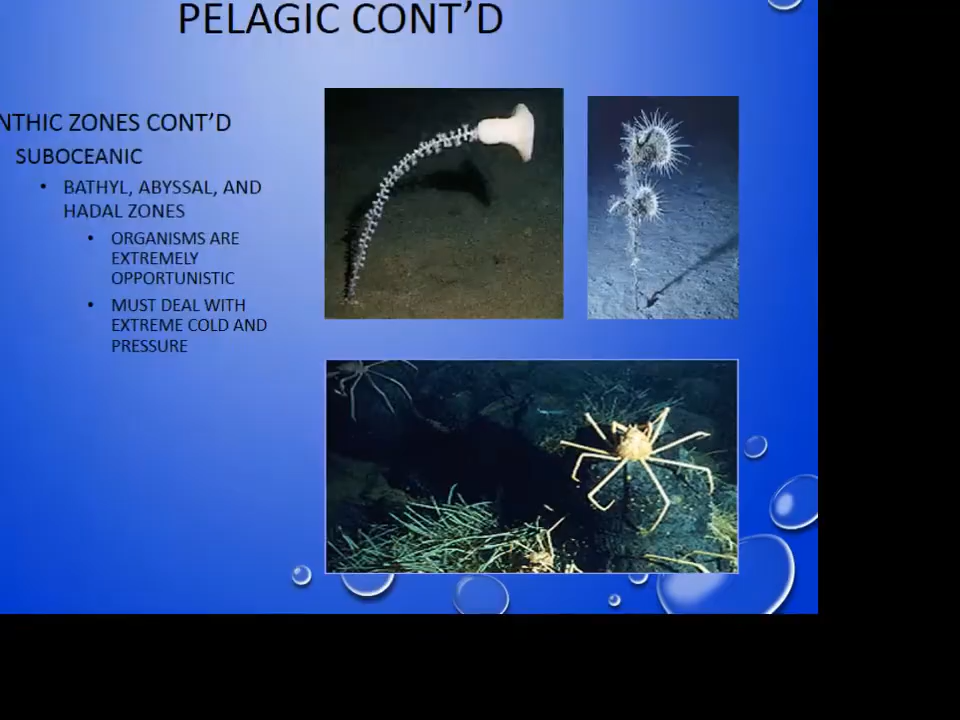 PELAGIC CONT’D
NTHIC ZONES CONT’D
SUBOCEANIC
• BATHYL, ABYSSAL, AND
HADAL ZONES
• ORGANISMS ARE
EXTREMELY
OPPORTUNISTIC
• MUST DEAL WITH
EXTREME COLD AND
PRESSURE